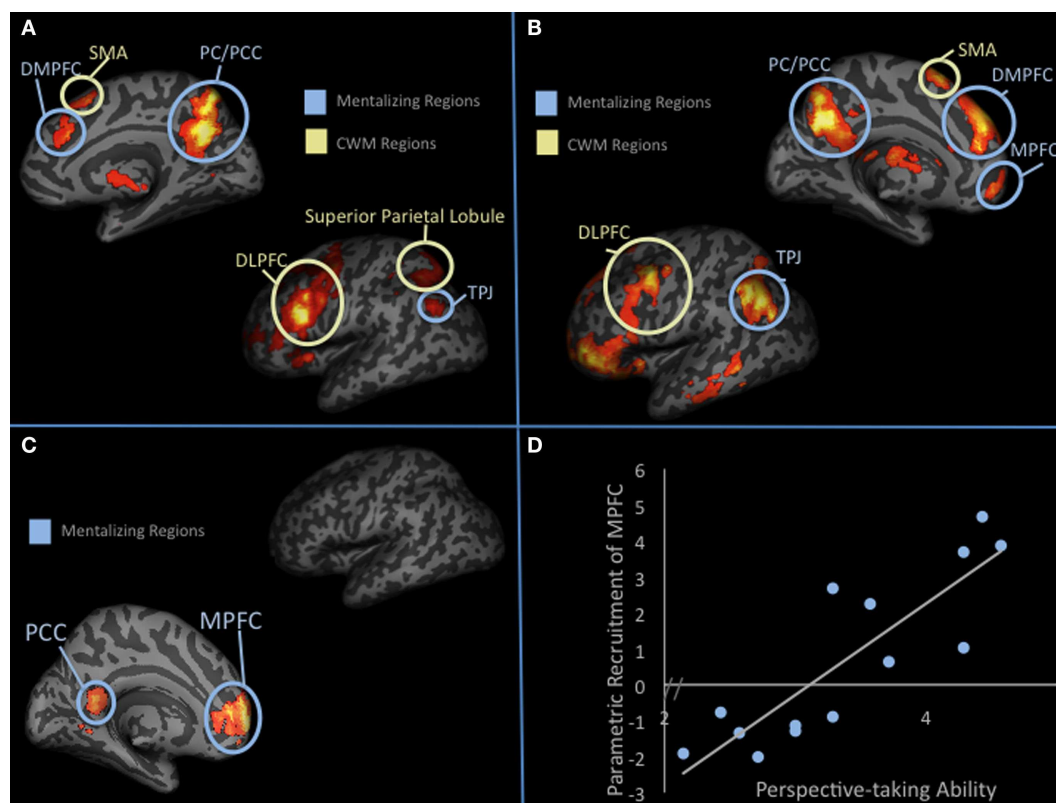 A
SMA
DMPFC
PC/PCC
Mentalizing Regions
CWM Regions
Superior Parietal Lobule
DLPFC
TPJ
B
SMA
PC/PCC
DMPFC
Mentalizing Regions
CWM Regions
MPFC
DLPFC
TPJ
C
Mentalizing Regions
PCC
MPFC
D
Parametric Recruitment of MPFC
6
5
4
3
2
1
0
-1
-2
-3
2
4
Perspective-taking Ability